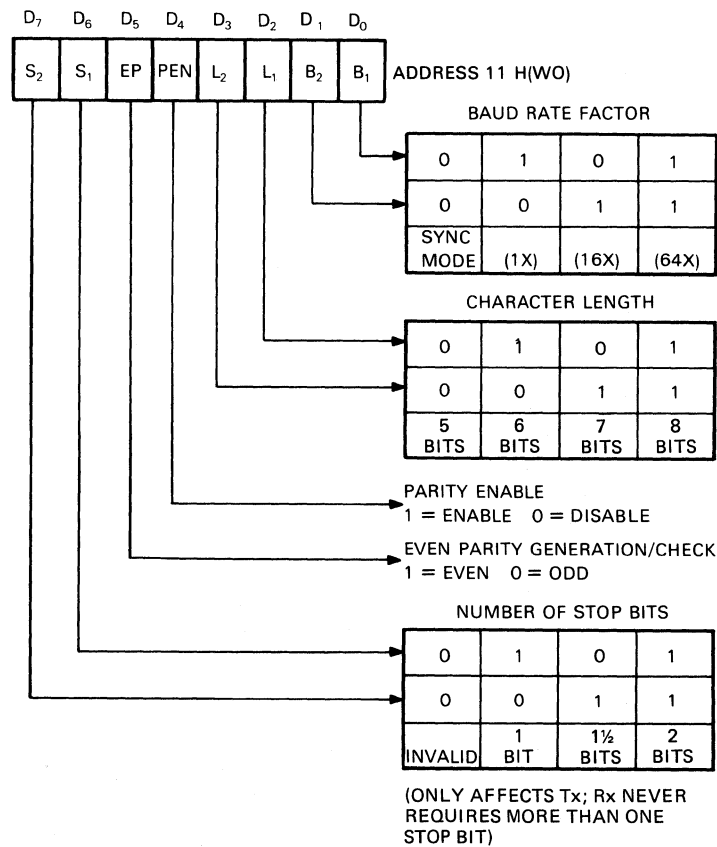 D₇ D₆ D₅ D₄ D₃ D₂ D₁ D₀
S₂ S₁ EP PEN L₂ L₁ B₂ B₁ ADDRESS 11 H(WO)
BAUD RATE FACTOR
0 1 0 1
0 0 1 1
SYNC
MODE (1X) (16X) (64X)
CHARACTER LENGTH
0 1 0 1
0 0 1 1
5 6 7 8
BITS BITS BITS BITS
PARITY ENABLE
1 = ENABLE 0 = DISABLE
EVEN PARITY GENERATION/CHECK
1 = EVEN 0 = ODD
NUMBER OF STOP BITS
0 1 0 1
0 0 1 1
1 1½ 2
INVALID BIT BITS BITS
(ONLY AFFECTS Tx; Rx NEVER
REQUIRES MORE THAN ONE
STOP BIT)